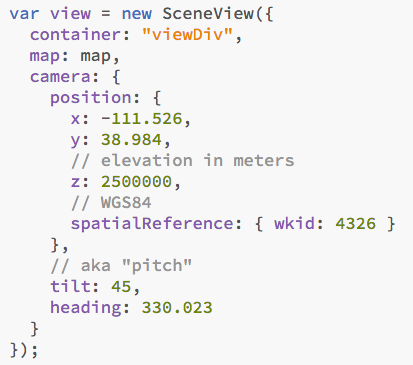 var view = new SceneView({
  container: "viewDiv",
  map: map,
  camera: {
    position: {
      x: -111.526,
      y: 38.984,
      // elevation in meters
      z: 2500000,
      // WGS84
      spatialReference: { wkid: 4326 }
    },
    // aka "pitch"
    tilt: 45,
    heading: 330.023
  }
});